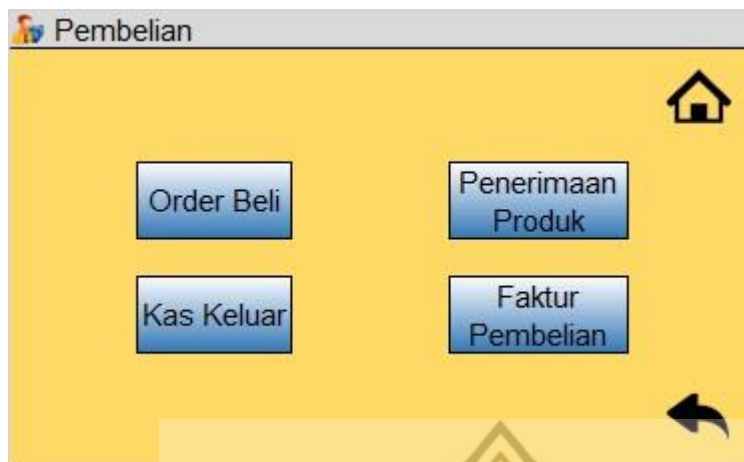 Pembelian
Order Beli
Penerimaan
Produk
Kas Keluar
Faktur
Pembelian